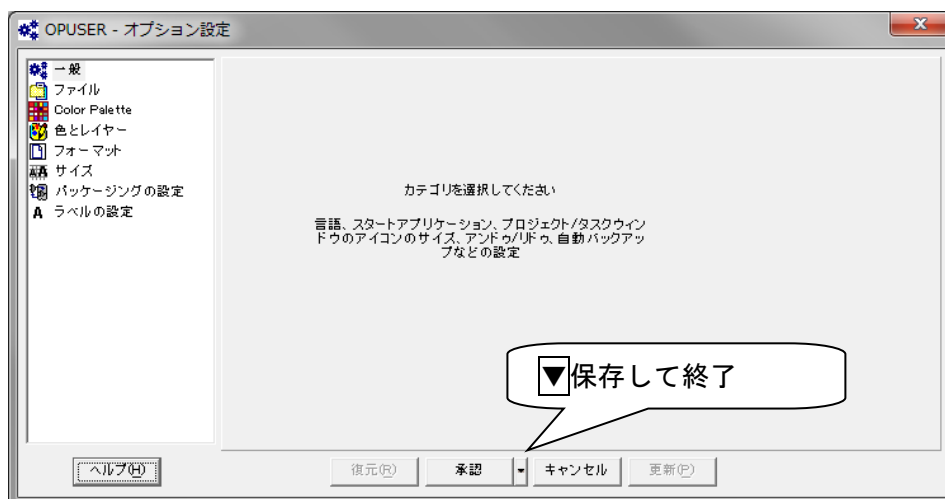 OPUSER - オプション設定
一般
ファイル
Color Palette
色とレイヤー
フォーマット
サイズ
パッケージングの設定
A ラベルの設定
カテゴリを選択してください
言語、スタートアプリケーション、プロジェクト/タスクウィン
ドウのアイコンのサイズ、アンドゥ/リドゥ、自動バックアッ
プなどの設定
▼保存して終了
ヘルプ(H) 復元(R) 承認 キャンセル 更新(P)